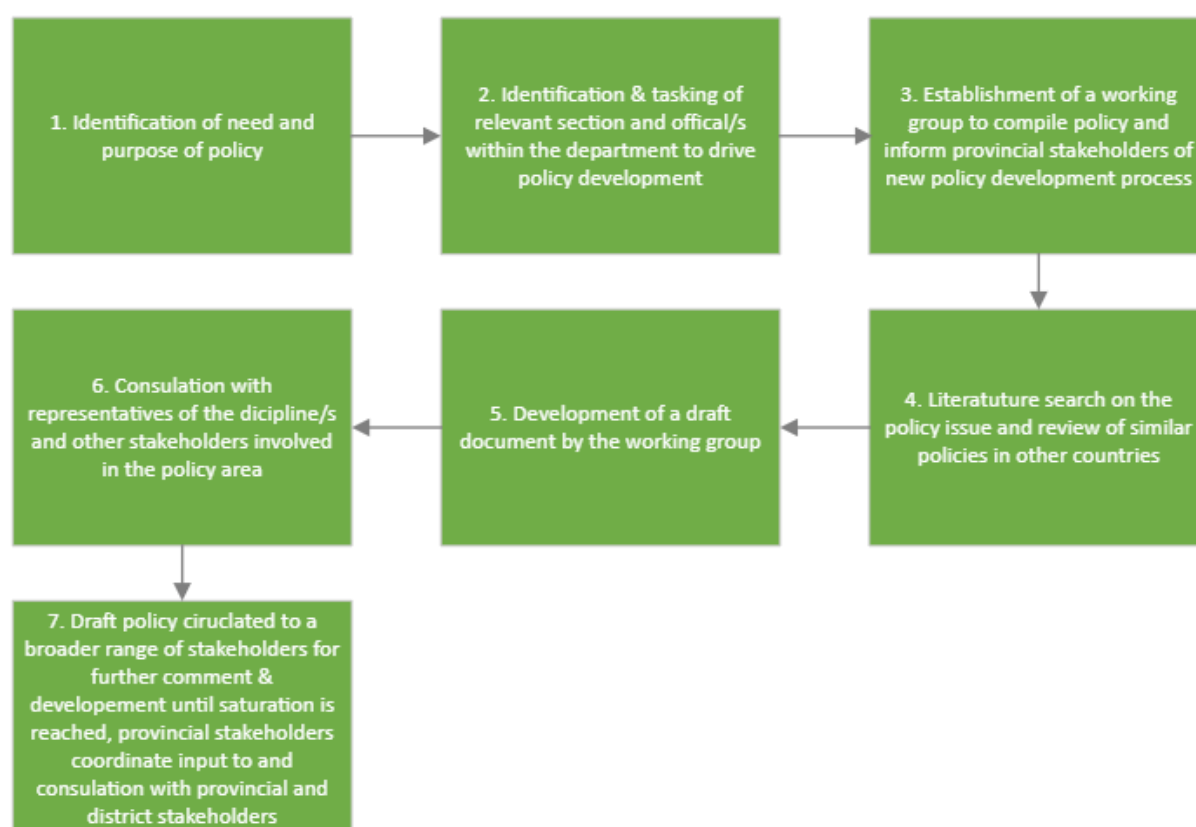 1. Identification of need and
purpose of policy
2. Identification & tasking of
relevant section and offical/s
within the department to drive
policy development
3. Establishment of a working
group to compile policy and
inform provincial stakeholders of
new policy development process
4. Literatuture search on the
policy issue and review of similar
policies in other countries
5. Development of a draft
document by the working group
6. Consulation with
representatives of the dicipline/s
and other stakeholders involved
in the policy area
7. Draft policy ciruclated to a
broader range of stakeholders for
further comment &
developement until saturation is
reached, provincial stakeholders
coordinate input to and
consulation with provincial and
district stakeholders